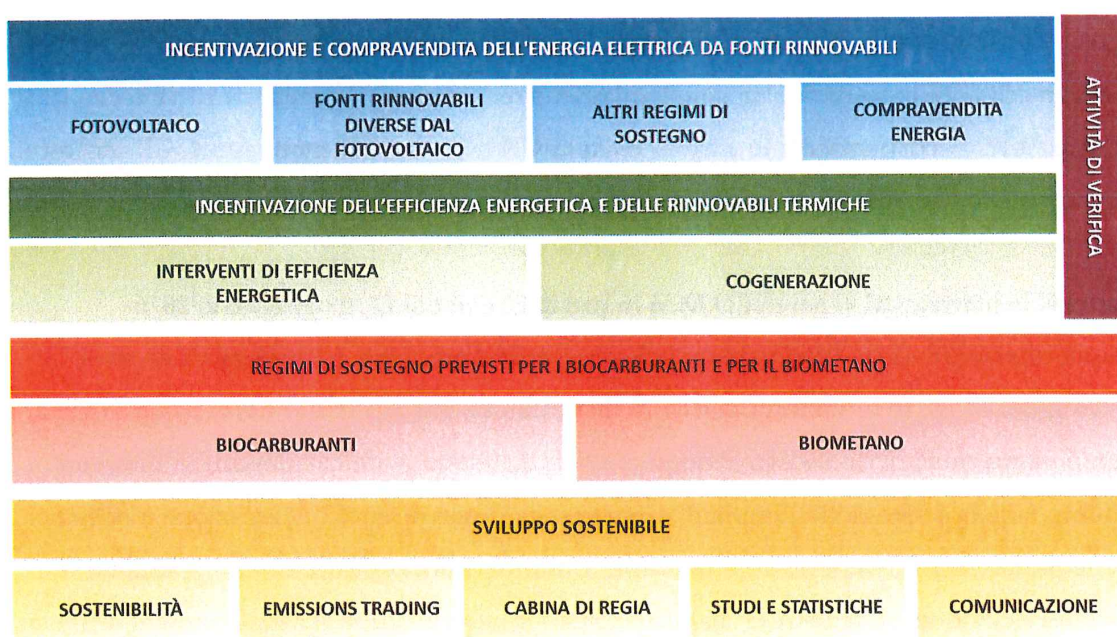 INCENTIVAZIONE E COMPRAVENDITA DELL'ENERGIA ELETTRICA DA FONTI RINNOVABILI
FOTOVOLTAICO
FONTI RINNOVABILI
DIVERSE DAL
FOTOVOLTAICO
ALTRI REGIMI DI
SOSTEGNO
COMPRAVENDITA
ENERGIA
ATTIVITÀ DI VERIFICA
INCENTIVAZIONE DELL'EFFICIENZA ENERGETICA E DELLE RINNOVABILI TERMICHE
INTERVENTI DI EFFICIENZA
ENERGETICA
COGENERAZIONE
REGIMI DI SOSTEGNO PREVISTI PER I BIOCARBURANTI E PER IL BIOMETANO
BIOCARBURANTI
BIOMETANO
SVILUPPO SOSTENIBILE
SOSTENIBILITÀ
EMISSIONS TRADING
CABINA DI REGIA
STUDI E STATISTICHE
COMUNICAZIONE